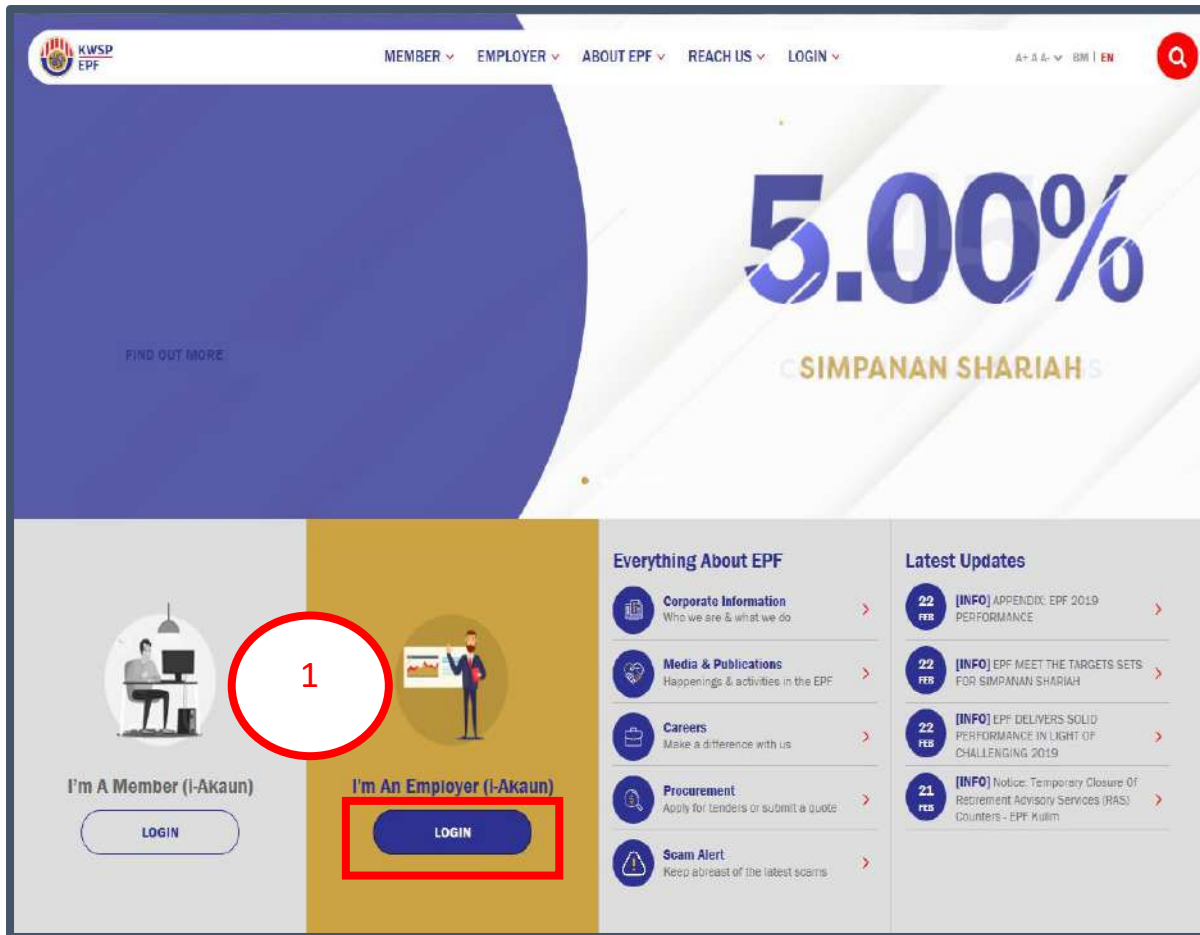 KWSP
EPF
MEMBER
EMPLOYER
ABOUT EPF
REACH US
LOGIN
A+ A A-
BM | EN
5.00%
FIND OUT MORE
SIMPANAN SHARIAH
1
I'm A Member (i-Akaun)
LOGIN
I'm An Employer (i-Akaun)
LOGIN
Everything About EPF
Corporate Information
Who we are & what we do
Media & Publications
Happenings & activities in the EPF
Careers
Make a difference with us
Procurement
Apply for tenders or submit a quote
Scam Alert
Keep abreast of the latest scams
Latest Updates
22
FEB
[INFO] APPENDIX: EPF 2019
PERFORMANCE
22
FEB
[INFO] EPF MEET THE TARGETS SETS
FOR SIMPANAN SHARIAH
22
FEB
[INFO] EPF DELIVERS SOLID
PERFORMANCE IN LIGHT OF
CHALLENGING 2019
21
FEB
[INFO] Notice: Temporary Closure Of
Retirement Advisory Services (RAS)
Counters - EPF Kulim